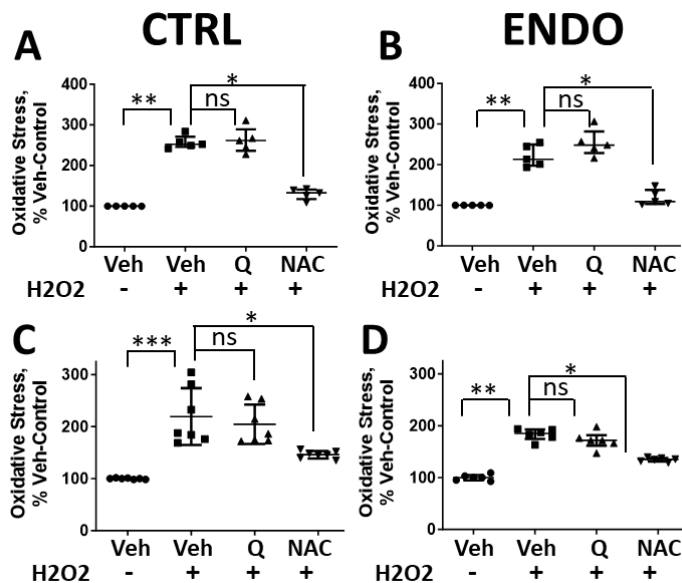 CTRL ENDO
A
Oxidative Stress,
% Veh-Control
400
300
200
100
0
** ns *
Veh Veh Q NAC
H2O2 - + + +
B
Oxidative Stress,
% Veh-Control
400
300
200
100
0
** ns *
Veh Veh Q NAC
H2O2 - + + +
C
Oxidative Stress,
% Veh-Control
300
200
100
0
*** ns *
Veh Veh Q NAC
H2O2 - + + +
D
Oxidative Stress,
% Veh-Control
300
200
100
0
** ns *
Veh Veh Q NAC
H2O2 - + + +